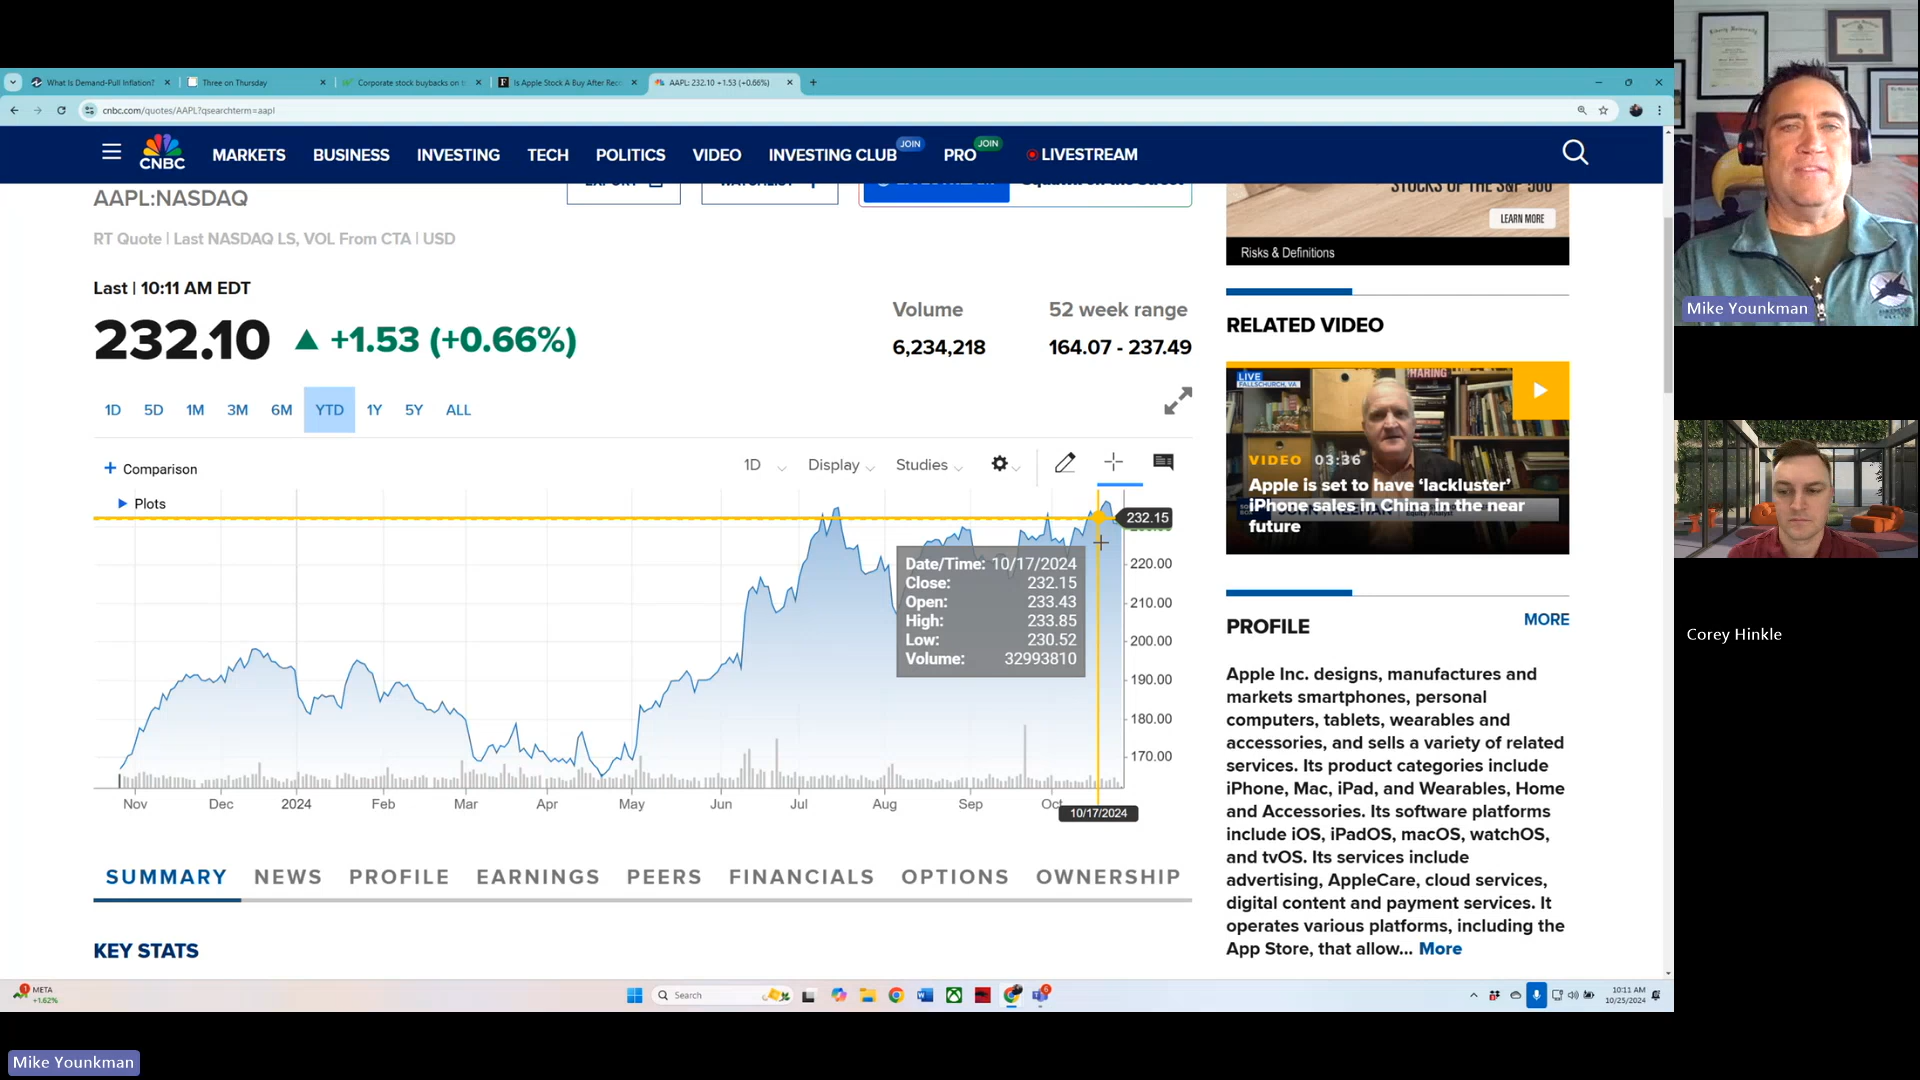 What Is Demand-Pull Inflation?
Three on Thursday
Corporate stock buybacks on t
Is Apple Stock A Buy After Rec
AAPL: 232.10 +1.53 (+0.66%)
cnbc.com/quotes/AAPL?qsearchterm=aapl
CNBC
MARKETS
BUSINESS
INVESTING
TECH
POLITICS
VIDEO
INVESTING CLUB
JOIN
PRO
JOIN
LIVESTREAM
AAPL:NASDAQ
RT Quote | Last NASDAQ LS, VOL From CTA | USD
Last | 10:11 AM EDT
232.10 +1.53 (+0.66%)
Volume
6,234,218
52 week range
164.07 - 237.49
1D 5D 1M 3M 6M YTD 1Y 5Y ALL
+ Comparison
1D
Display
Studies
Plots
232.15
220.00
210.00
200.00
190.00
180.00
170.00
Date/Time: 10/17/2024
Close: 232.15
Open: 233.43
High: 233.85
Low: 230.52
Volume: 32993810
Nov Dec 2024 Feb Mar Apr May Jun Jul Aug Sep Oct
10/17/2024
SUMMARY NEWS PROFILE EARNINGS PEERS FINANCIALS OPTIONS OWNERSHIP
KEY STATS
STOCKS OF THE S&P 500
LEARN MORE
Risks & Definitions
RELATED VIDEO
LIVE
VIDEO 03:36
Apple is set to have ‘lackluster’
iPhone sales in China in the near
future
PROFILE
MORE
Apple Inc. designs, manufactures and
markets smartphones, personal
computers, tablets, wearables and
accessories, and sells a variety of related
services. Its product categories include
iPhone, Mac, iPad, and Wearables, Home
and Accessories. Its software platforms
include iOS, iPadOS, macOS, watchOS,
and tvOS. Its services include
advertising, AppleCare, cloud services,
digital content and payment services. It
operates various platforms, including the
App Store, that allow... More
META
+1.62%
Search
10:11 AM
10/25/2024
Mike Younkman
Corey Hinkle
Mike Younkman